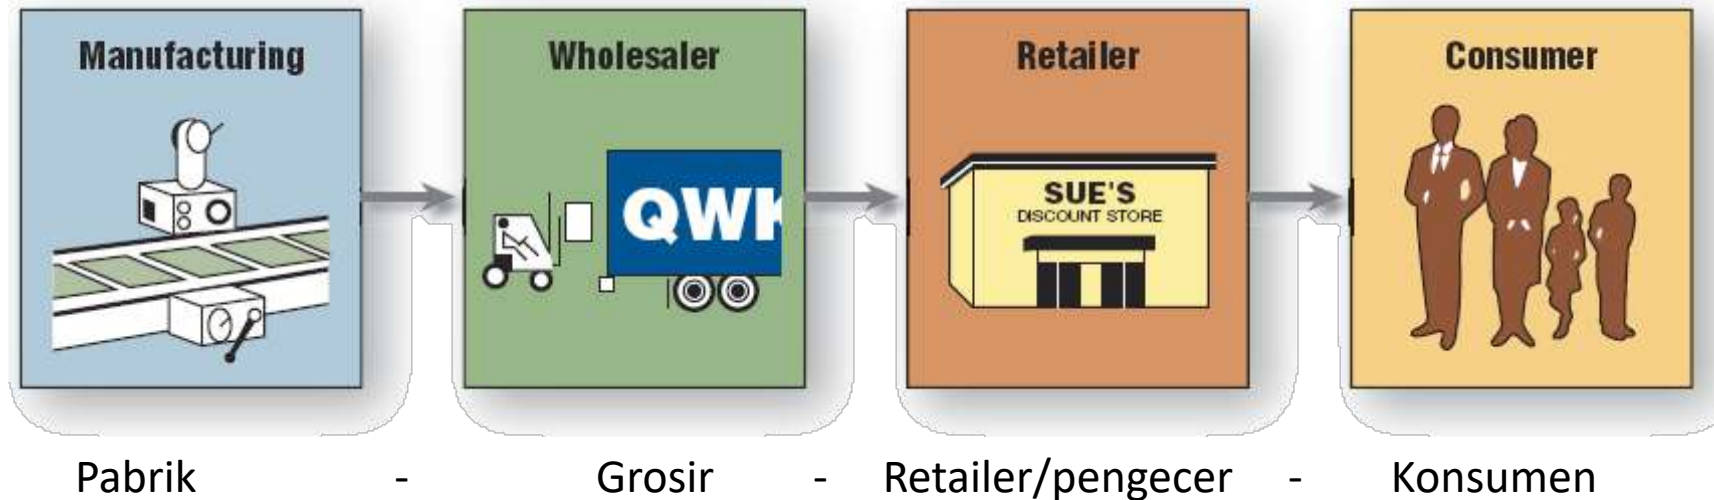 Manufacturing
Wholesaler
Retailer
Consumer
QWK
SUE'S
DISCOUNT STORE
Pabrik - Grosir - Retailer/pengecer - Konsumen